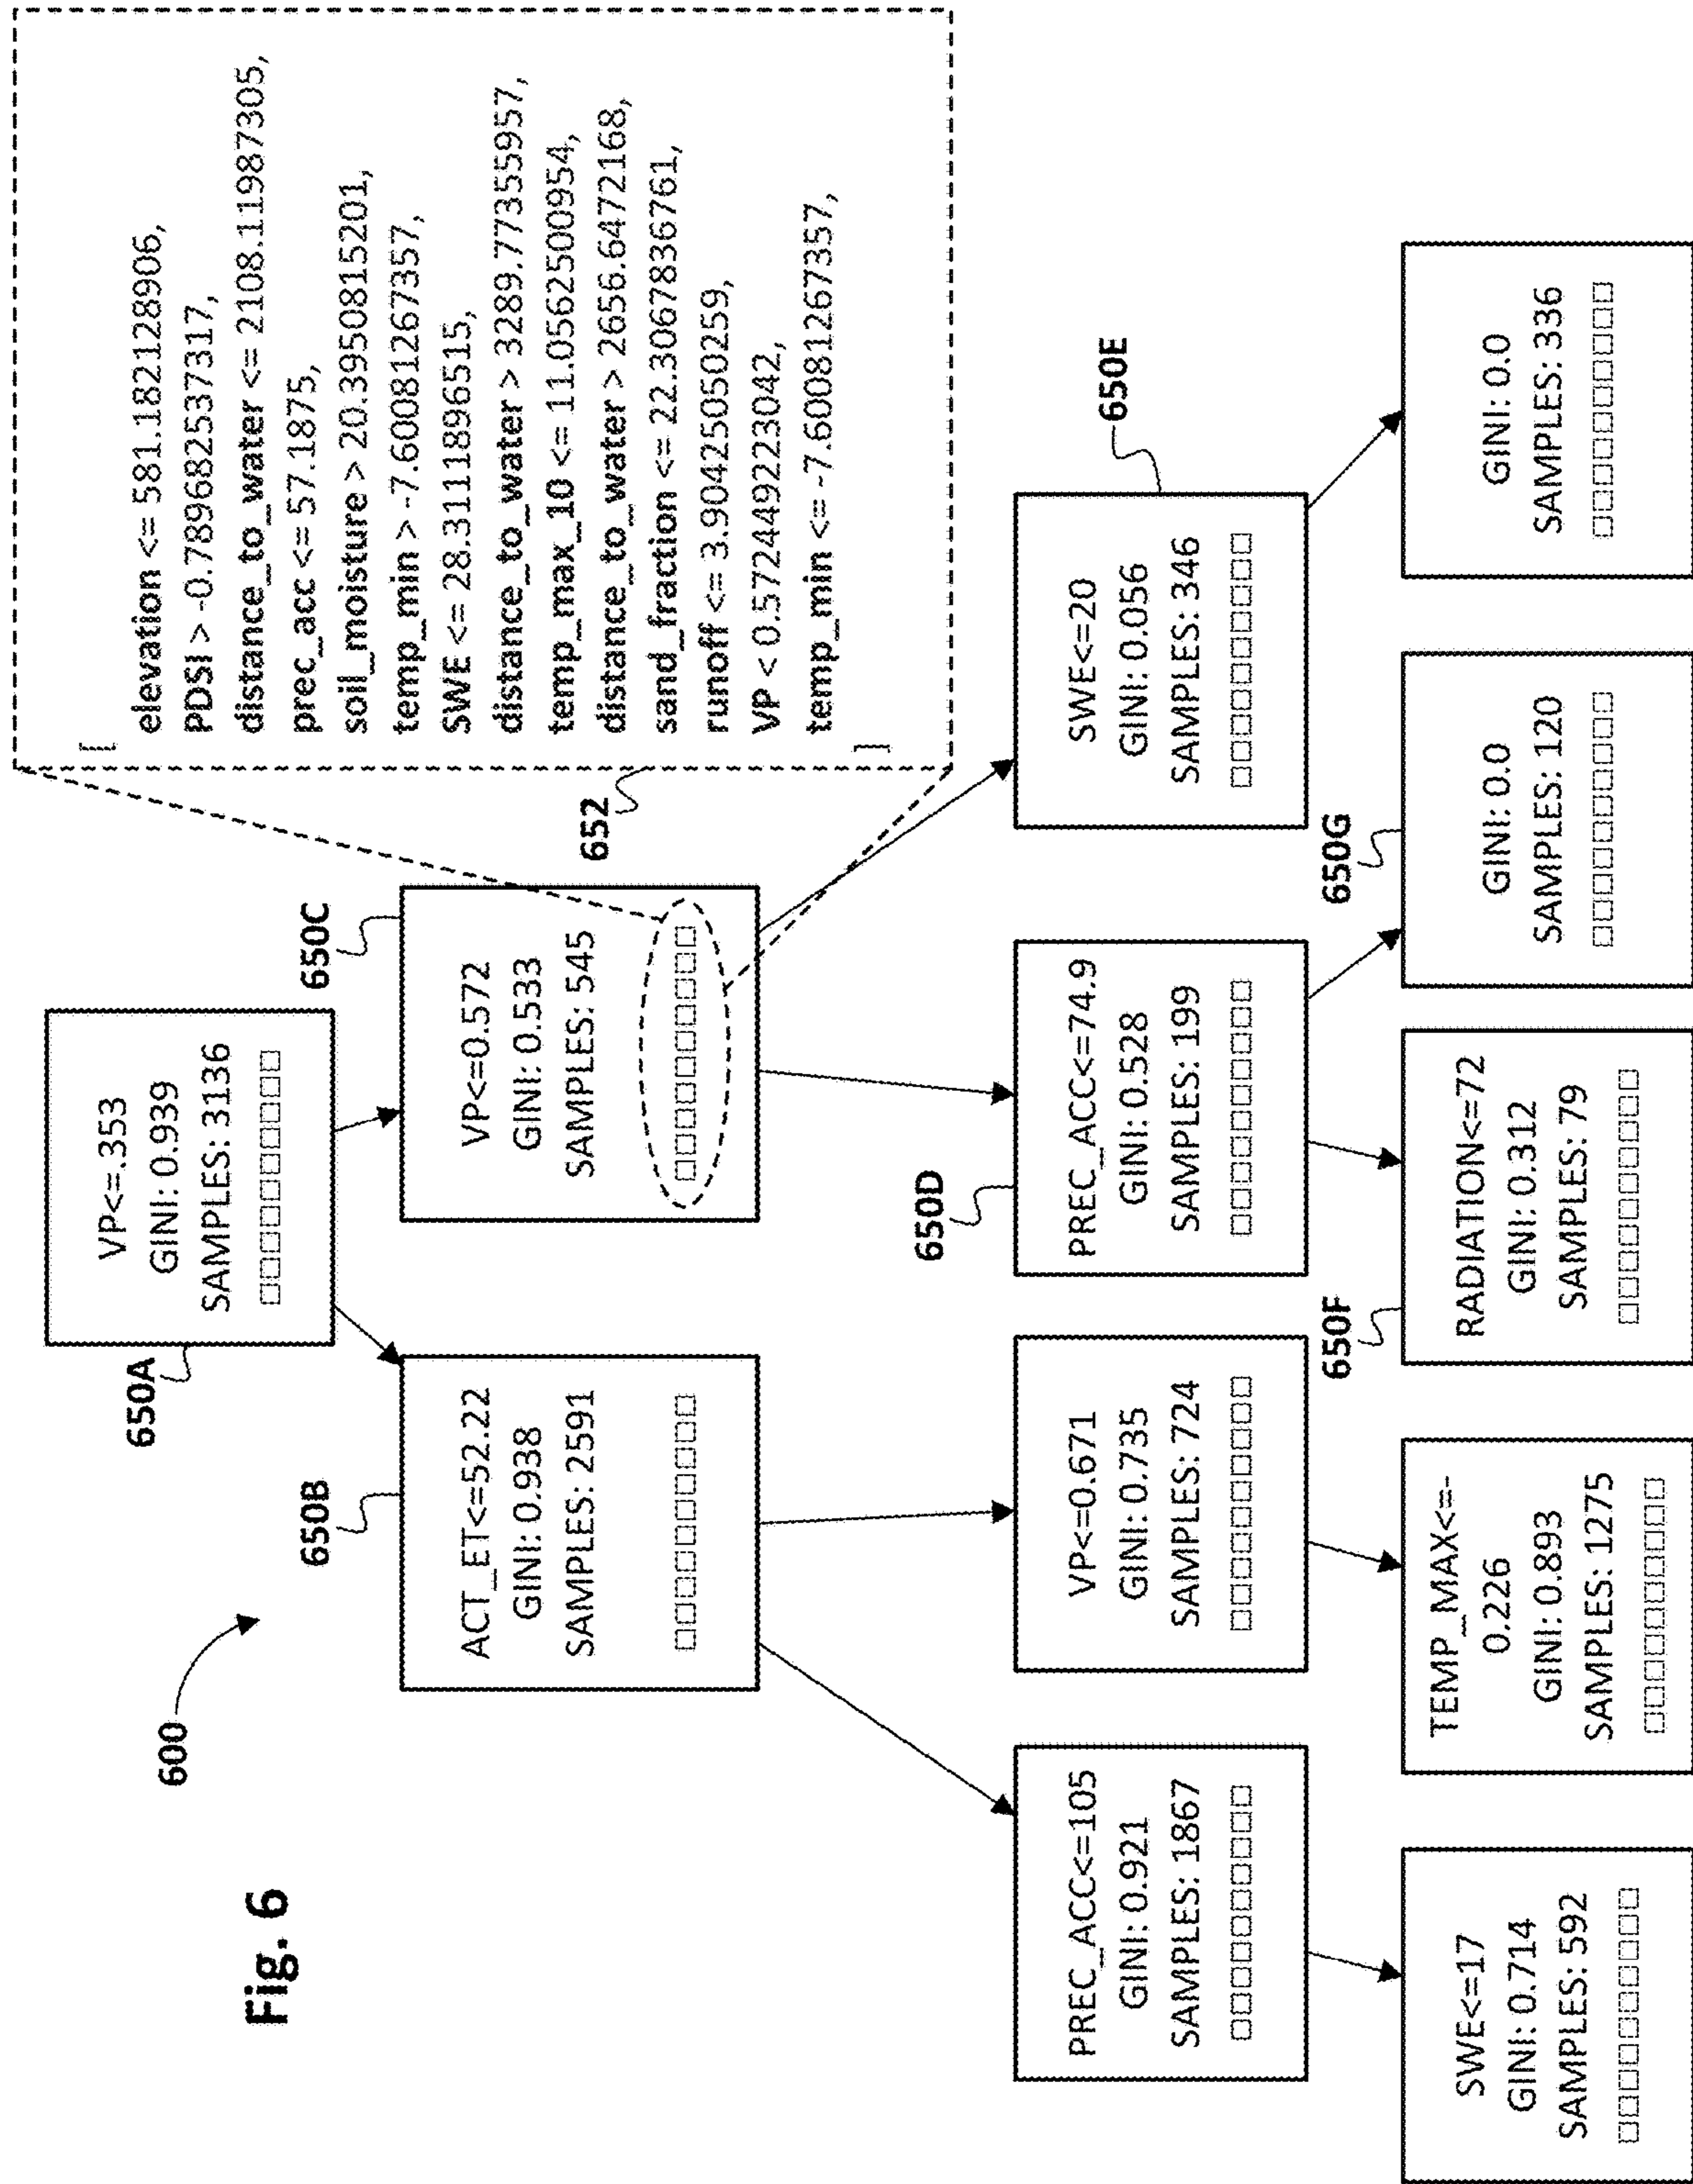 Fig. 6
600
650A
VP<=.353
GINI: 0.939
SAMPLES: 3136
650B
ACT_ET<=52.22
GINI: 0.938
SAMPLES: 2591
650C
VP<=0.572
GINI: 0.533
SAMPLES: 545
652
[
elevation <= 581.182128906,
PDSI > -0.789682537317,
distance_to_water <= 2108.11987305,
prec_acc <= 57.1875,
soil_moisture > 20.3950815201,
temp_min > -7.60081267357,
SWE <= 28.3111896515,
distance_to_water > 3289.77355957,
temp_max_10 <= 11.0562500954,
distance_to_water > 2656.64472168,
sand_fraction <= 22.3067836761,
runoff <= 3.90425050259,
VP < 0.572449223042,
temp_min <= -7.60081267357,
]
PREC_ACC<=105
GINI: 0.921
SAMPLES: 1867
VP<=0.671
GINI: 0.735
SAMPLES: 724
650D
PREC_ACC<=74.9
GINI: 0.528
SAMPLES: 199
650E
SWE<=20
GINI: 0.056
SAMPLES: 346
SWE<=17
GINI: 0.714
SAMPLES: 592
TEMP_MAX<=-
0.226
GINI: 0.893
SAMPLES: 1275
650F
RADIATION<=72
GINI: 0.312
SAMPLES: 79
650G
GINI: 0.0
SAMPLES: 120
GINI: 0.0
SAMPLES: 336